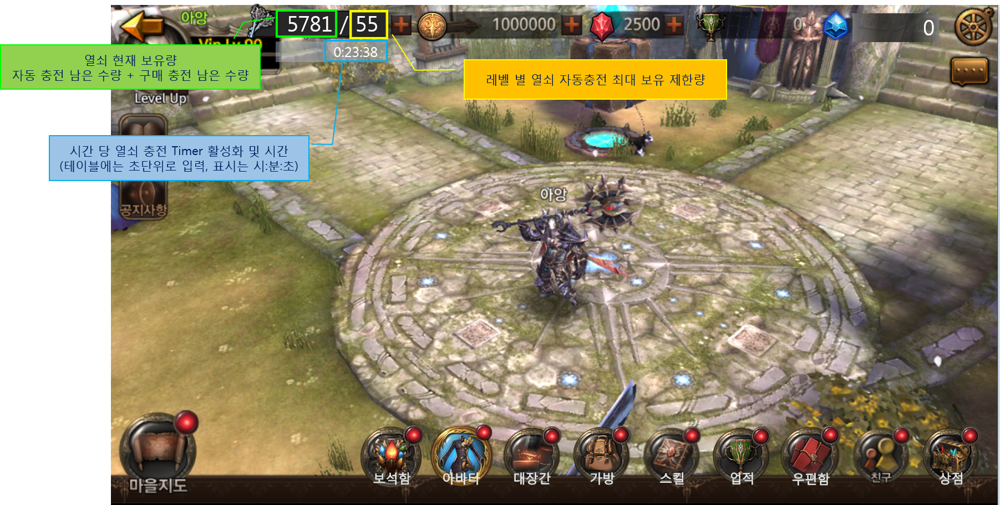 아앙
5781/55
1000000
2500
0
0
Vip Lv 90
0:23:38
열쇠 현재 보유량
자동 충전 남은 수량 + 구매 충전 남은 수량
레벨 별 열쇠 자동충전 최대 보유 제한량
Level Up
시간 당 열쇠 충전 Timer 활성화 및 시간
(테이블에는 초단위로 입력, 표시는 시:분:초)
공지사항
아앙
마을지도
보석함
아바타
대장간
가방
스킬
업적
우편함
친구
상점